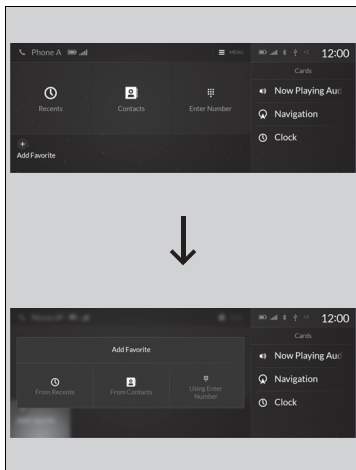 Phone A
MENU
12:00
Cards
Recents
Contacts
Enter Number
Now Playing Aud
Navigation
Clock
Add Favorite
12:00
Cards
Add Favorite
From Recents
From Contacts
Using Enter
Number
Now Playing Aud
Navigation
Clock